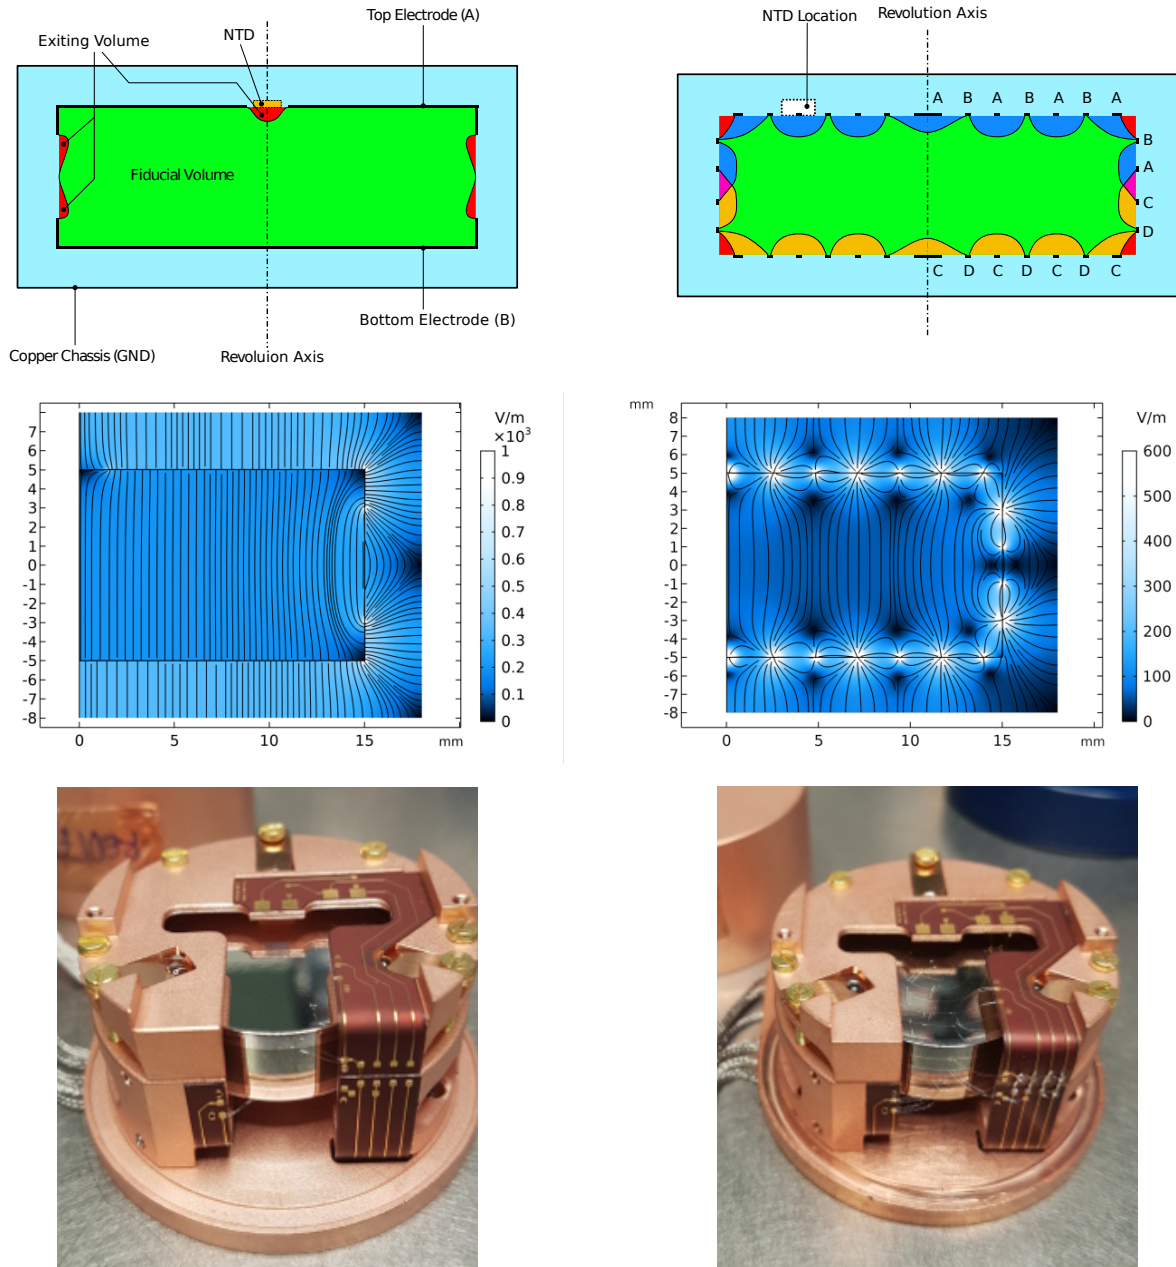 Top Electrode (A)
NTD
Exiting Volume
Fiducial Volume
Bottom Electrode (B)
Copper Chassis (GND)
Revoluion Axis
NTD Location
Revolution Axis
A B A B A B A
B
A
C
D
C D C D C D C
V/m
×10³
7
6
5
4
3
2
1
0
-1
-2
-3
-4
-5
-6
-7
-8
0 5 10 15 mm
1
0.9
0.8
0.7
0.6
0.5
0.4
0.3
0.2
0.1
0
mm
V/m
8
7
6
5
4
3
2
1
0
-1
-2
-3
-4
-5
-6
-7
-8
0 5 10 15 mm
600
500
400
300
200
100
0